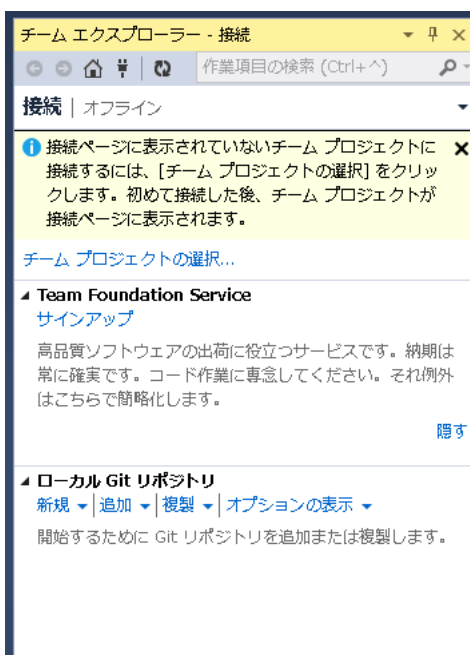 チーム エクスプローラー - 接続
作業項目の検索 (Ctrl+^)
接続 | オフライン
接続ページに表示されていないチーム プロジェクトに
接続するには、[チーム プロジェクトの選択] をクリッ
クします。初めて接続した後、チーム プロジェクトが
接続ページに表示されます。
チーム プロジェクトの選択...
Team Foundation Service
サインアップ
高品質ソフトウェアの出荷に役立つサービスです。納期は
常に確実です。コード作業に専念してください。それ例外
はこちらで簡略化します。
隠す
ローカル Git リポジトリ
新規 | 追加 | 複製 | オプションの表示
開始するために Git リポジトリを追加または複製します。